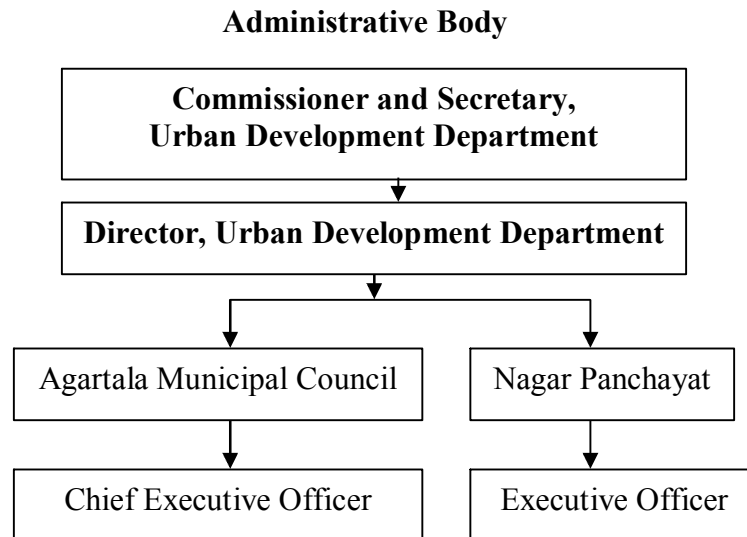 Administrative Body
Commissioner and Secretary,
Urban Development Department
Director, Urban Development Department
Agartala Municipal Council
Nagar Panchayat
Chief Executive Officer
Executive Officer